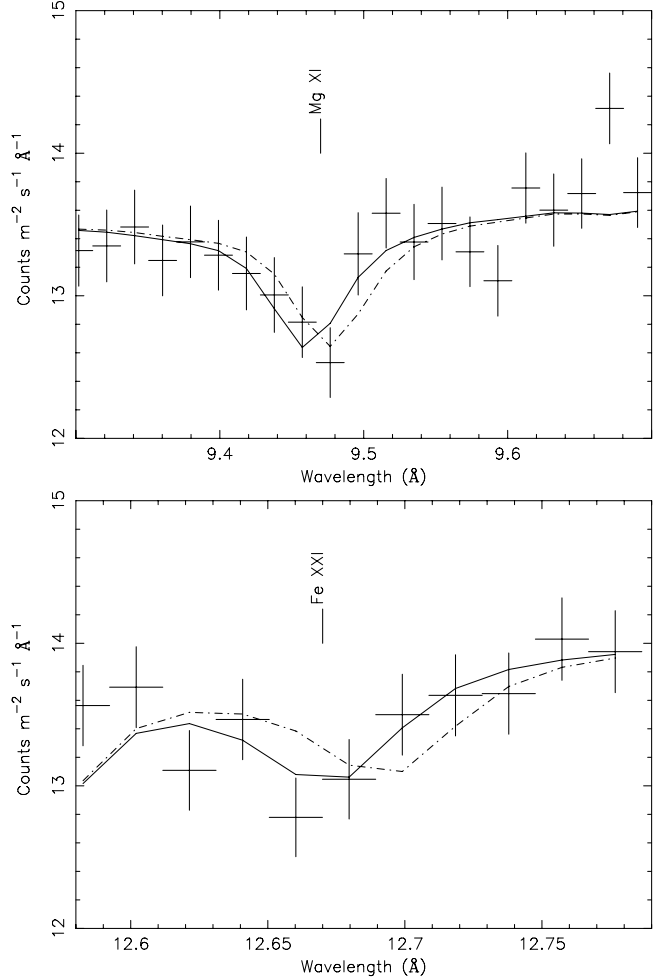 15
14
13
12
Counts m⁻² s⁻¹ Å⁻¹
Mg XI
9.4 9.5 9.6
Wavelength (Å)
15
14
13
12
Counts m⁻² s⁻¹ Å⁻¹
Fe XXI
12.6 12.65 12.7 12.75
Wavelength (Å)